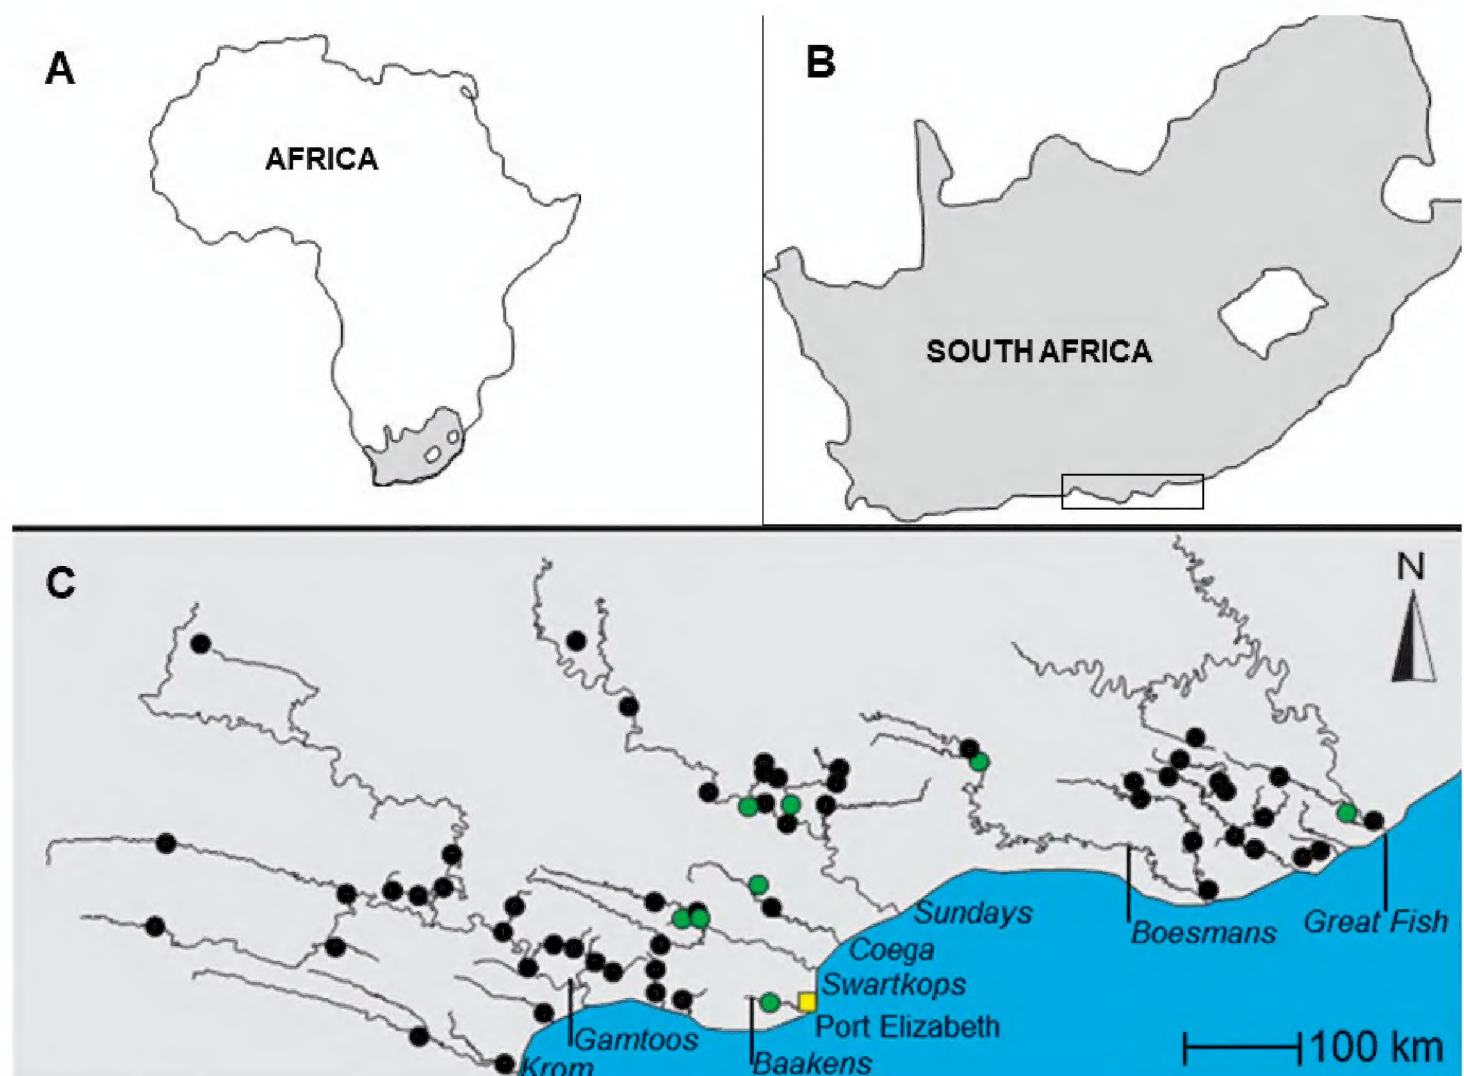 A
AFRICA
B
SOUTH AFRICA
C
N
Sundays
Boesmans
Great Fish
Coega
Swartkops
Port Elizabeth
Gamtoos
Krom
Baakens
100 km